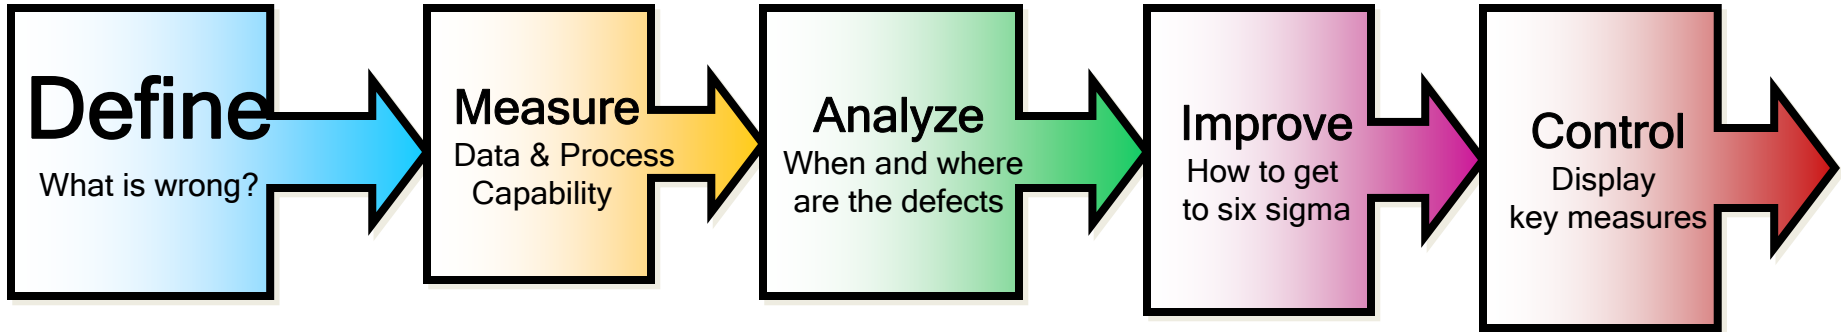 Define
What is wrong?
Measure
Data & Process
Capability
Analyze
When and where
are the defects
Improve
How to get
to six sigma
Control
Display
key measures